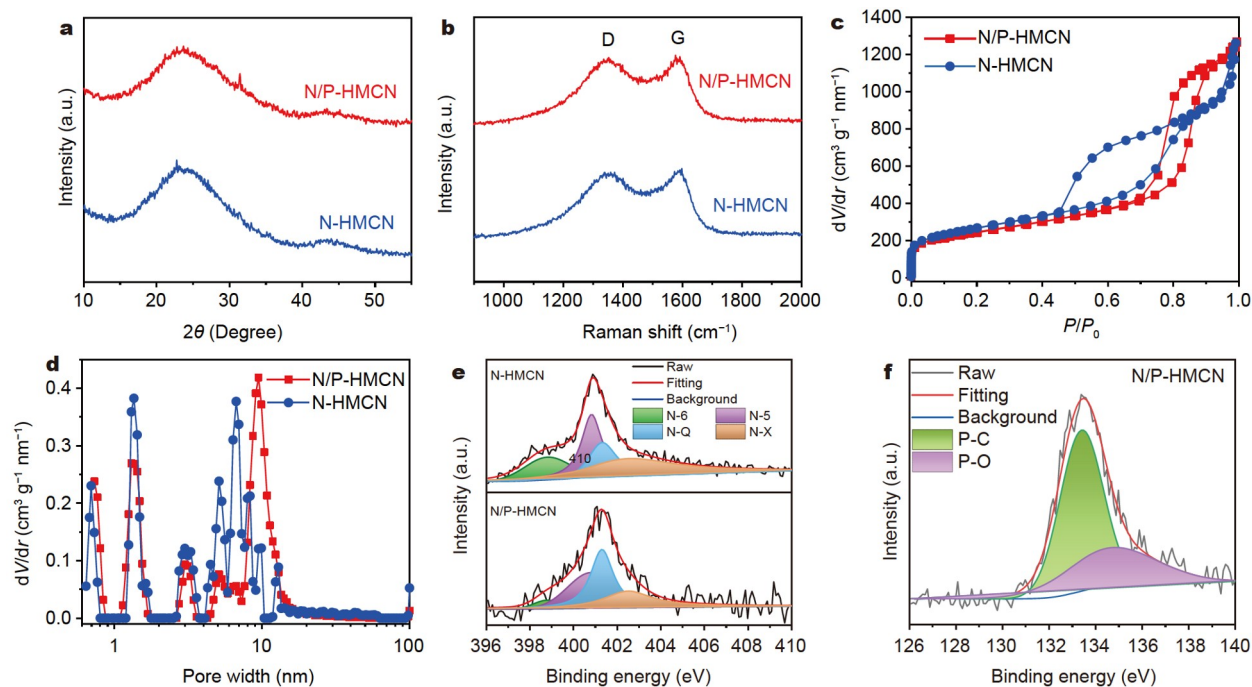 a
N/P-HMCN
N-HMCN
Intensity (a.u.)
10 20 30 40 50
2θ (Degree)
b
D G
N/P-HMCN
N-HMCN
Intensity (a.u.)
1000 1200 1400 1600 1800 2000
Raman shift (cm⁻¹)
c
N/P-HMCN
N-HMCN
dV/dr (cm³ g⁻¹ nm⁻¹)
1400
1200
1000
800
600
400
200
0
0.0 0.2 0.4 0.6 0.8 1.0
P/P₀
d
N/P-HMCN
N-HMCN
dV/dr (cm³ g⁻¹ nm⁻¹)
0.4
0.3
0.2
0.1
0.0
1 10 100
Pore width (nm)
e
N-HMCN
Raw
Fitting
Background
N-6 N-5
N-Q N-X
410
N/P-HMCN
Intensity (a.u.)
396 398 400 402 404 406 408 410
Binding energy (eV)
f
N/P-HMCN
Raw
Fitting
Background
P-C
P-O
Intensity (a.u.)
126 128 130 132 134 136 138 140
Binding energy (eV)